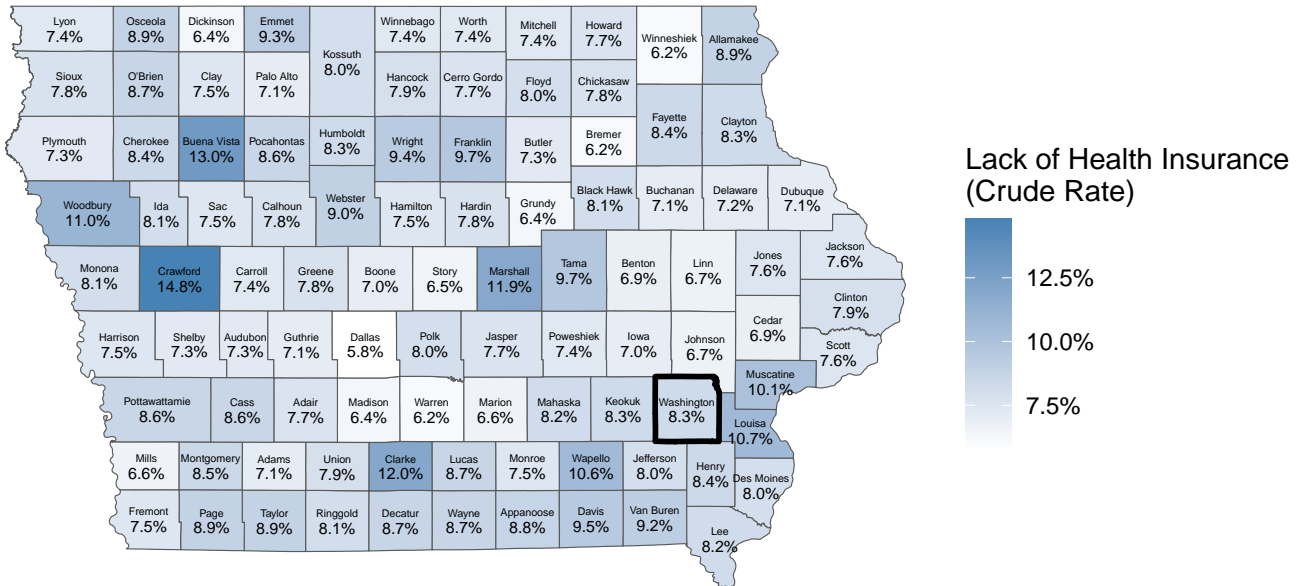 Lyon
7.4%
Osceola
8.9%
Dickinson
6.4%
Emmet
9.3%
Kossuth
8.0%
Winnebago
7.4%
Worth
7.4%
Mitchell
7.4%
Howard
7.7%
Winneshiek
6.2%
Allamakee
8.9%
Sioux
7.8%
O'Brien
8.7%
Clay
7.5%
Palo Alto
7.1%
Hancock
7.9%
Cerro Gordo
7.7%
Floyd
8.0%
Chickasaw
7.8%
Fayette
8.4%
Clayton
8.3%
Plymouth
7.3%
Cherokee
8.4%
Buena Vista
13.0%
Pocahontas
8.6%
Humboldt
8.3%
Wright
9.4%
Franklin
9.7%
Butler
7.3%
Bremer
6.2%
Woodbury
11.0%
Ida
8.1%
Sac
7.5%
Calhoun
7.8%
Webster
9.0%
Hamilton
7.5%
Hardin
7.8%
Grundy
6.4%
Black Hawk
8.1%
Buchanan
7.1%
Delaware
7.2%
Dubuque
7.1%
Monona
8.1%
Crawford
14.8%
Carroll
7.4%
Greene
7.8%
Boone
7.0%
Story
6.5%
Marshall
11.9%
Tama
9.7%
Benton
6.9%
Linn
6.7%
Jones
7.6%
Jackson
7.6%
Clinton
7.9%
Harrison
7.5%
Shelby
7.3%
Audubon
7.3%
Guthrie
7.1%
Dallas
5.8%
Polk
8.0%
Jasper
7.7%
Poweshiek
7.4%
Iowa
7.0%
Johnson
6.7%
Cedar
6.9%
Scott
7.6%
Muscatine
10.1%
Pottawattamie
8.6%
Cass
8.6%
Adair
7.7%
Madison
6.4%
Warren
6.2%
Marion
6.6%
Mahaska
8.2%
Keokuk
8.3%
Washington
8.3%
Louisa
10.7%
Mills
6.6%
Montgomery
8.5%
Adams
7.1%
Union
7.9%
Clarke
12.0%
Lucas
8.7%
Monroe
7.5%
Wapello
10.6%
Jefferson
8.0%
Henry
8.4%
Des Moines
8.0%
Fremont
7.5%
Page
8.9%
Taylor
8.9%
Ringgold
8.1%
Decatur
8.7%
Wayne
8.7%
Appanoose
8.8%
Davis
9.5%
Van Buren
9.2%
Lee
8.2%
Lack of Health Insurance
(Crude Rate)
12.5%
10.0%
7.5%